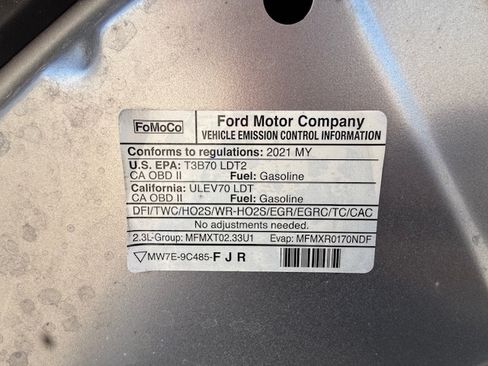 FoMoCo
Ford Motor Company
VEHICLE EMISSION CONTROL INFORMATION
Conforms to regulations: 2021 MY
U.S. EPA: T3B70 LDT2
CA OBD II Fuel: Gasoline
California: ULEV70 LDT
CA OBD II Fuel: Gasoline
DFI/TWC/HO2S/WR-HO2S/EGR/EGRC/TC/CAC
No adjustments needed.
2.3L-Group: MFMXT02.33U1 Evap: MFMXR0170NDF
MW7E-9C485-F J R